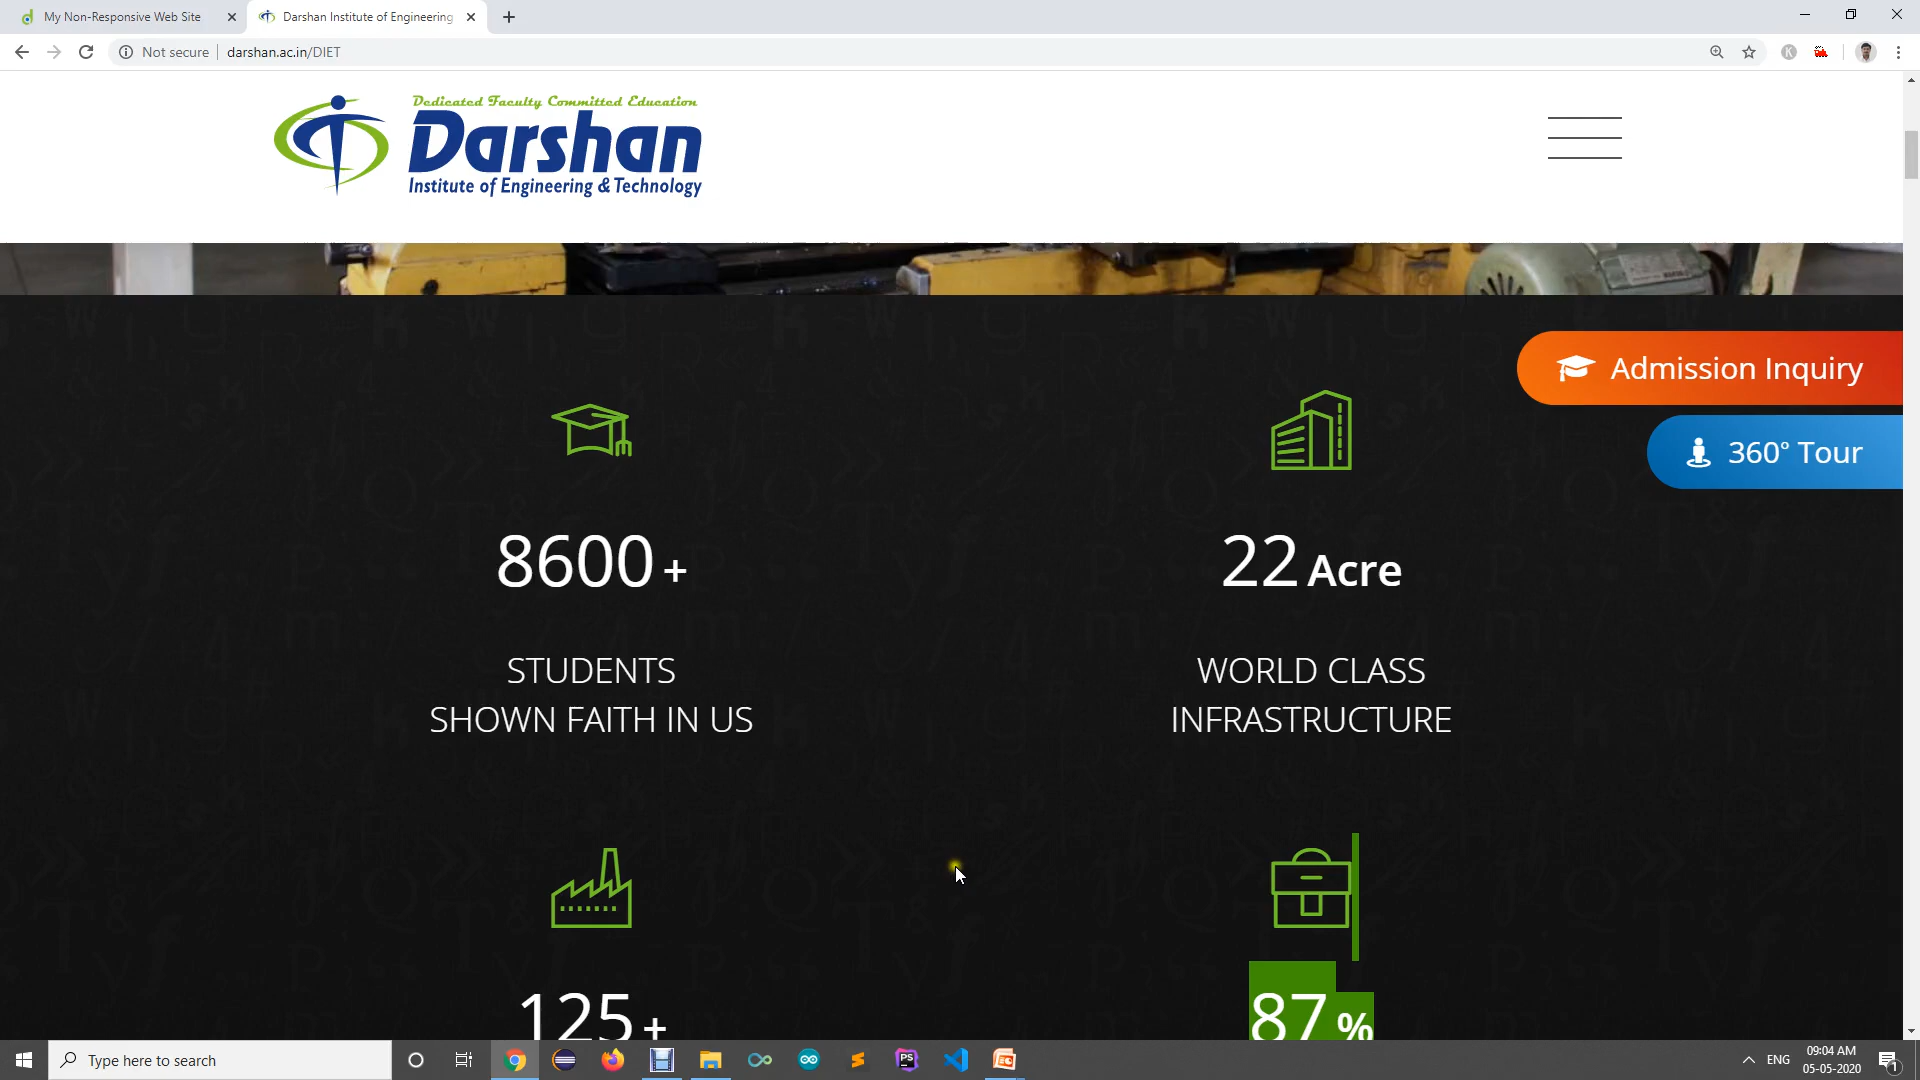 My Non-Responsive Web Site
Darshan Institute of Engineering
Not secure
darshan.ac.in/DIET
Dedicated Faculty Committed Education
Darshan
Institute of Engineering & Technology
Admission Inquiry
360° Tour
8600 +
22 Acre
STUDENTS
SHOWN FAITH IN US
WORLD CLASS
INFRASTRUCTURE
125 +
87 %
Type here to search
ENG
09:04 AM
05-05-2020